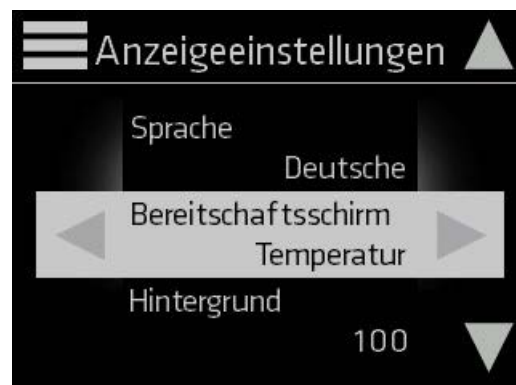 Anzeigeeinstellungen
Sprache
Deutsche
Bereitschaftsschirm
Temperatur
Hintergrund
100